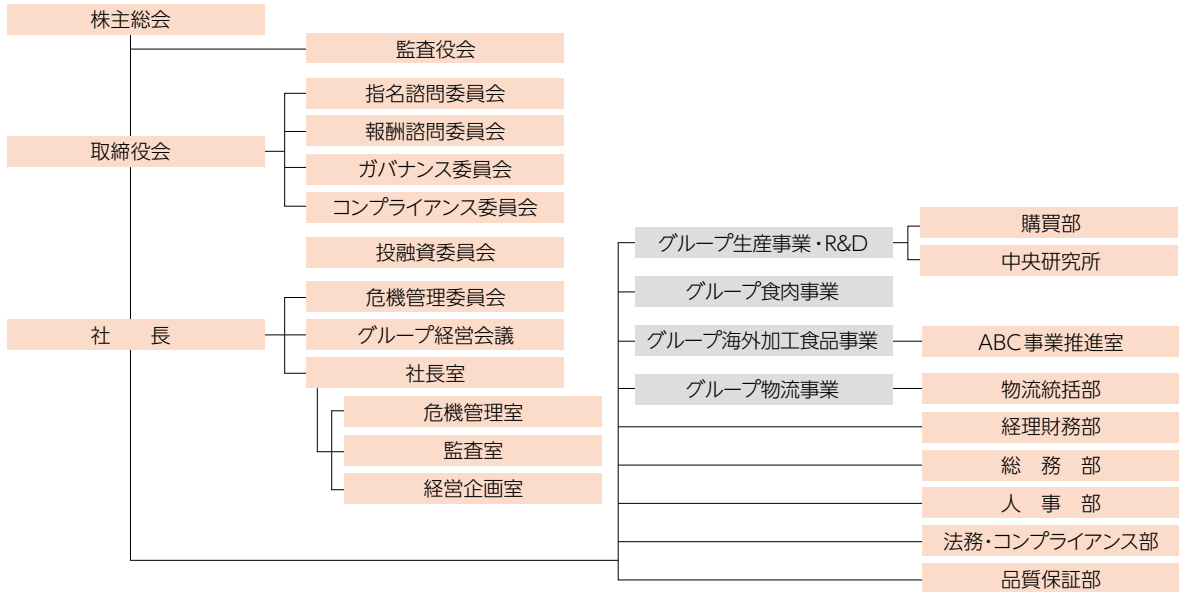 株主総会
監査役会
指名諮問委員会
報酬諮問委員会
取締役会
ガバナンス委員会
コンプライアンス委員会
投融資委員会
危機管理委員会
社　長
グループ経営会議
社長室
危機管理室
監査室
経営企画室
グループ生産事業・R&D
購買部
中央研究所
グループ食肉事業
グループ海外加工食品事業
ABC事業推進室
グループ物流事業
物流統括部
経理財務部
総　務　部
人　事　部
法務・コンプライアンス部
品質保証部